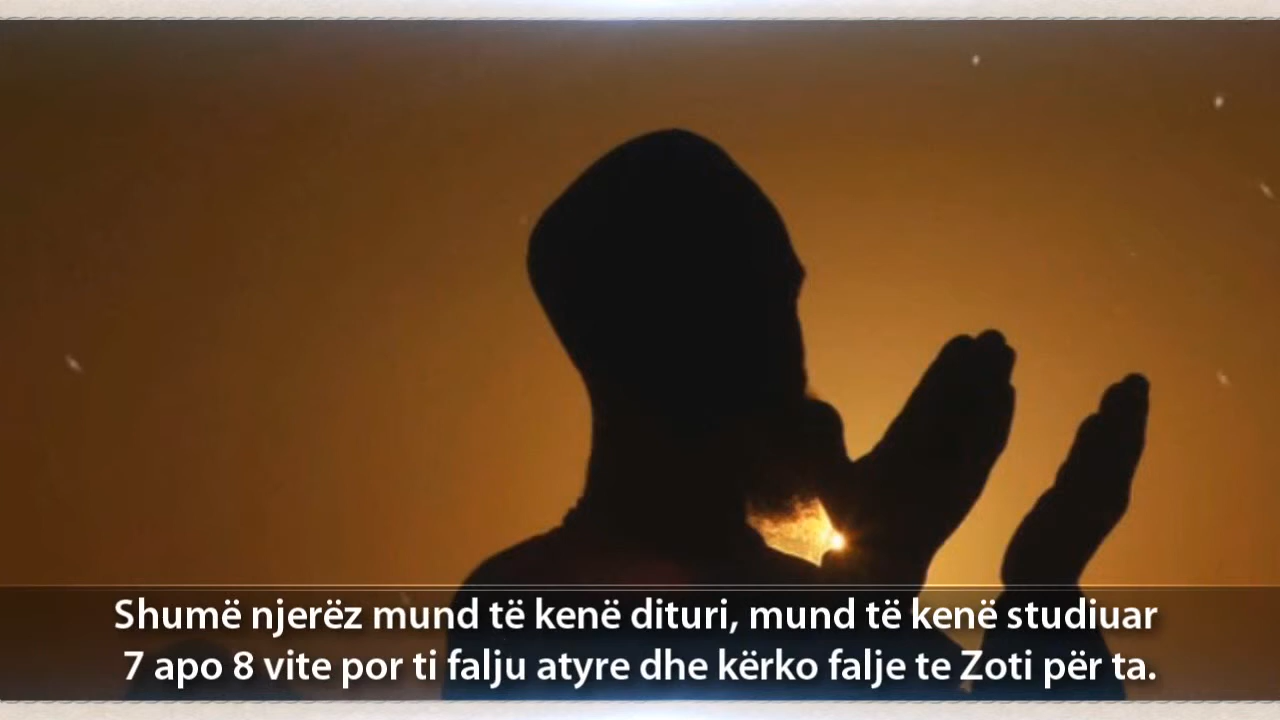 Shumë njerëz mund të kenë dituri, mund të kenë studiuar
7 apo 8 vite por ti falju atyre dhe kërko falje te Zoti për ta.